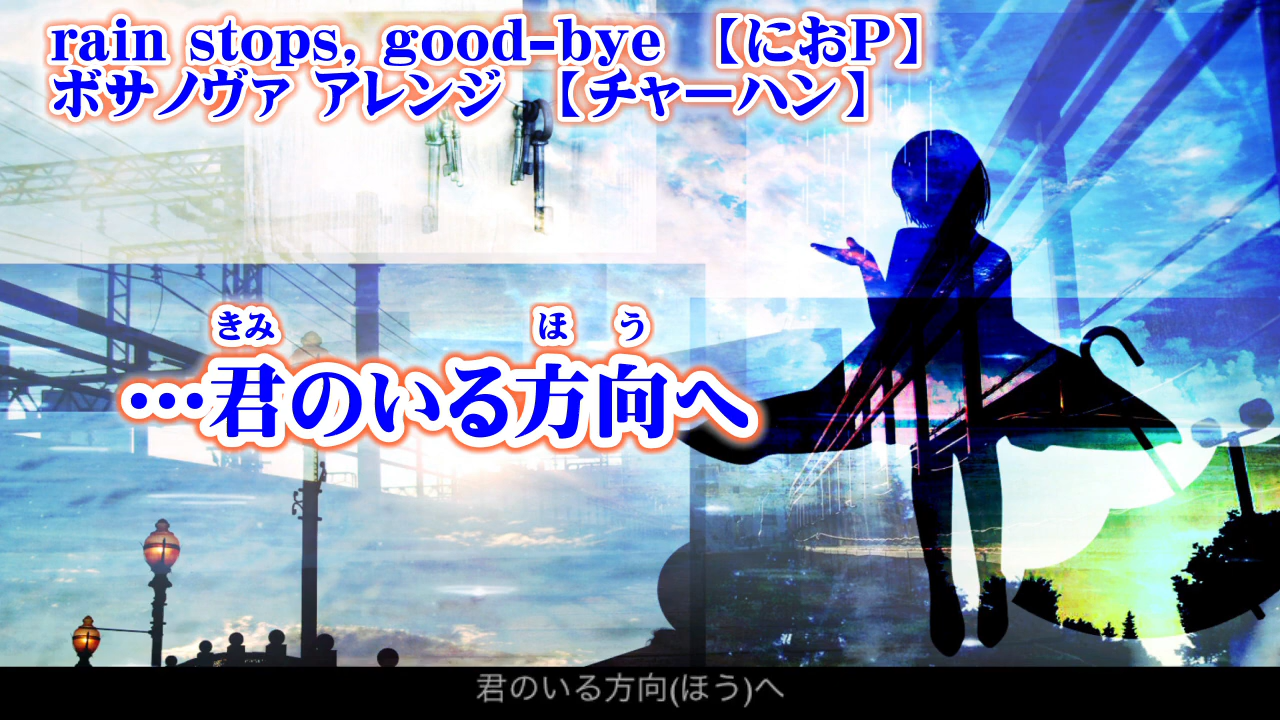 rain stops, good-bye 【におP】
ボサノヴァ アレンジ 【チャーハン】
きみ ほう
…君のいる方向へ
君のいる方向(ほう)へ